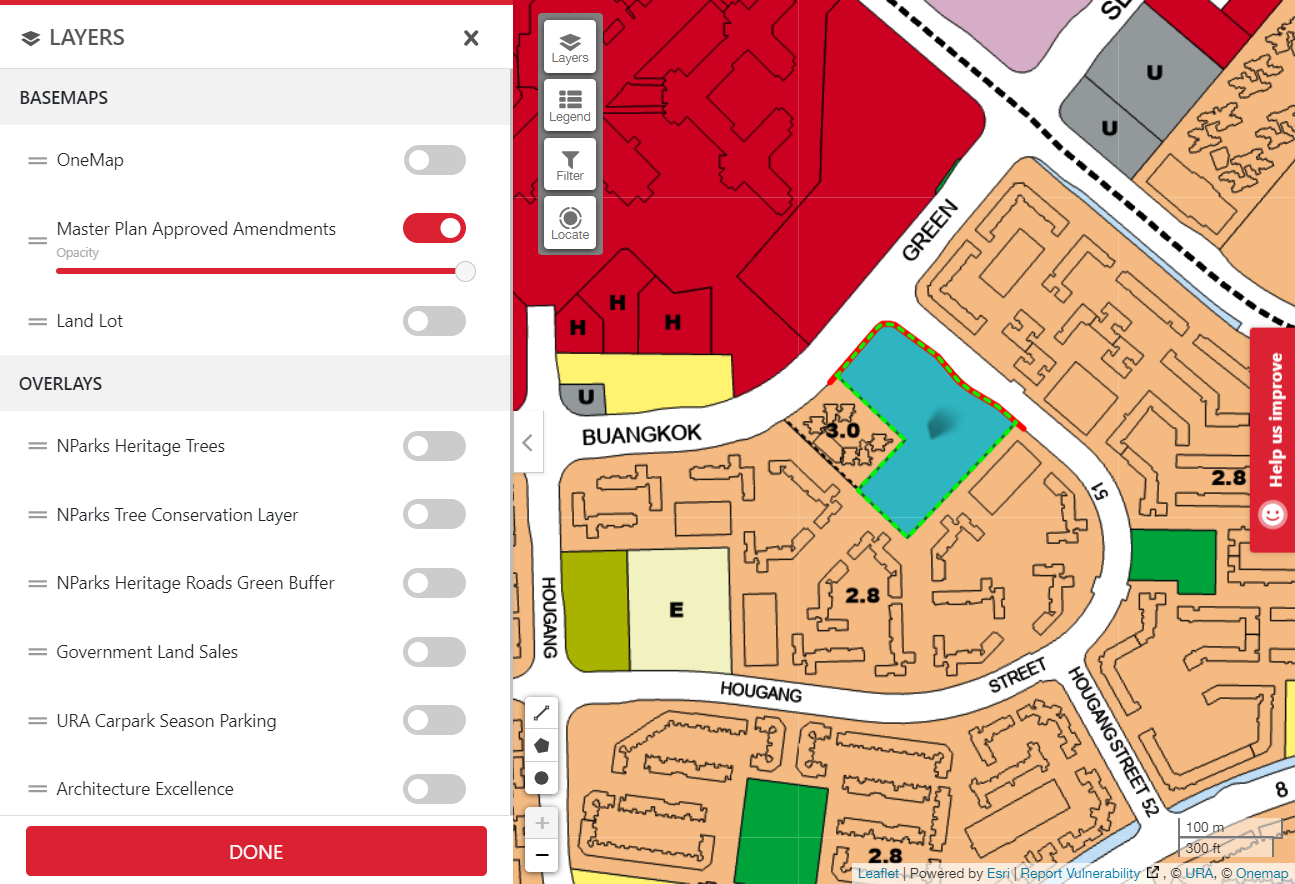 LAYERS
BASEMAPS
OneMap
Master Plan Approved Amendments
Opacity
Land Lot
OVERLAYS
NParks Heritage Trees
NParks Tree Conservation Layer
NParks Heritage Roads Green Buffer
Government Land Sales
URA Carpark Season Parking
Architecture Excellence
DONE
Layers
Legend
Filter
Locate
U
U
GREEN
H
H
H
U
BUANGKOK
3.0
2.8
51
HOUGANG
E
2.8
HOUGANG
STREET
HOUGANG STREET 52
8
2.8
Help us improve
100 m
300 ft
Leaflet | Powered by Esri | Report Vulnerability , © URA, © Onemap